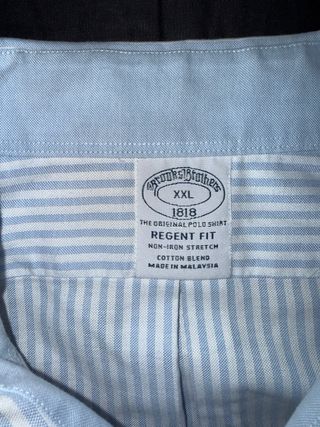 Brooks Brothers
XXL
1818
THE ORIGINAL POLO SHIRT
REGENT FIT
NON-IRON STRETCH
COTTON BLEND
MADE IN MALAYSIA